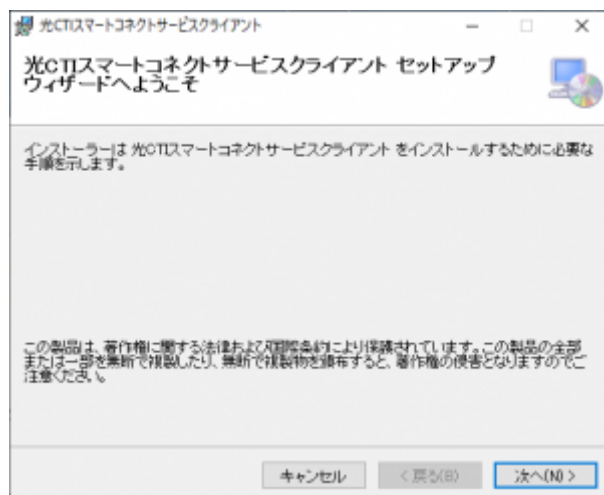 光CTIスマートコネクトサービスクライアント
光CTIスマートコネクトサービスクライアント セットアップ
ウィザードへようこそ
インストーラーは 光CTIスマートコネクトサービスクライアント をインストールするために必要な
手順を示します。
この製品は、著作権に関する法律および国際条約により保護されています。この製品の全部
または一部を無断で複製したり、無断で複製物を頒布すると、著作権の侵害となりますのでご
注意ください。
キャンセル
< 戻る(B)
次へ(N) >